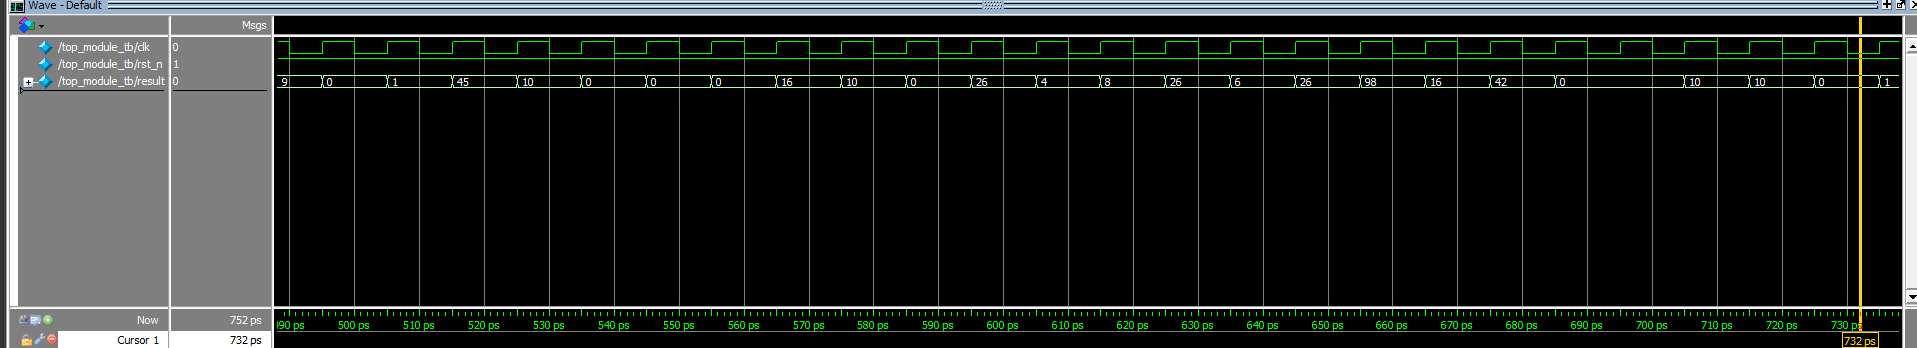 Wave - Default
Msgs
/top_module_tb/clk 0
/top_module_tb/rst_n 1
/top_module_tb/result 0 9 0 1 45 10 0 0 0 16 10 0 26 4 8 26 6 26 98 16 42 0 10 10 0 1
Now 752 ps 490 ps 500 ps 510 ps 520 ps 530 ps 540 ps 550 ps 560 ps 570 ps 580 ps 590 ps 600 ps 610 ps 620 ps 630 ps 640 ps 650 ps 660 ps 670 ps 680 ps 690 ps 700 ps 710 ps 720 ps 730 ps
Cursor 1 732 ps 732 ps